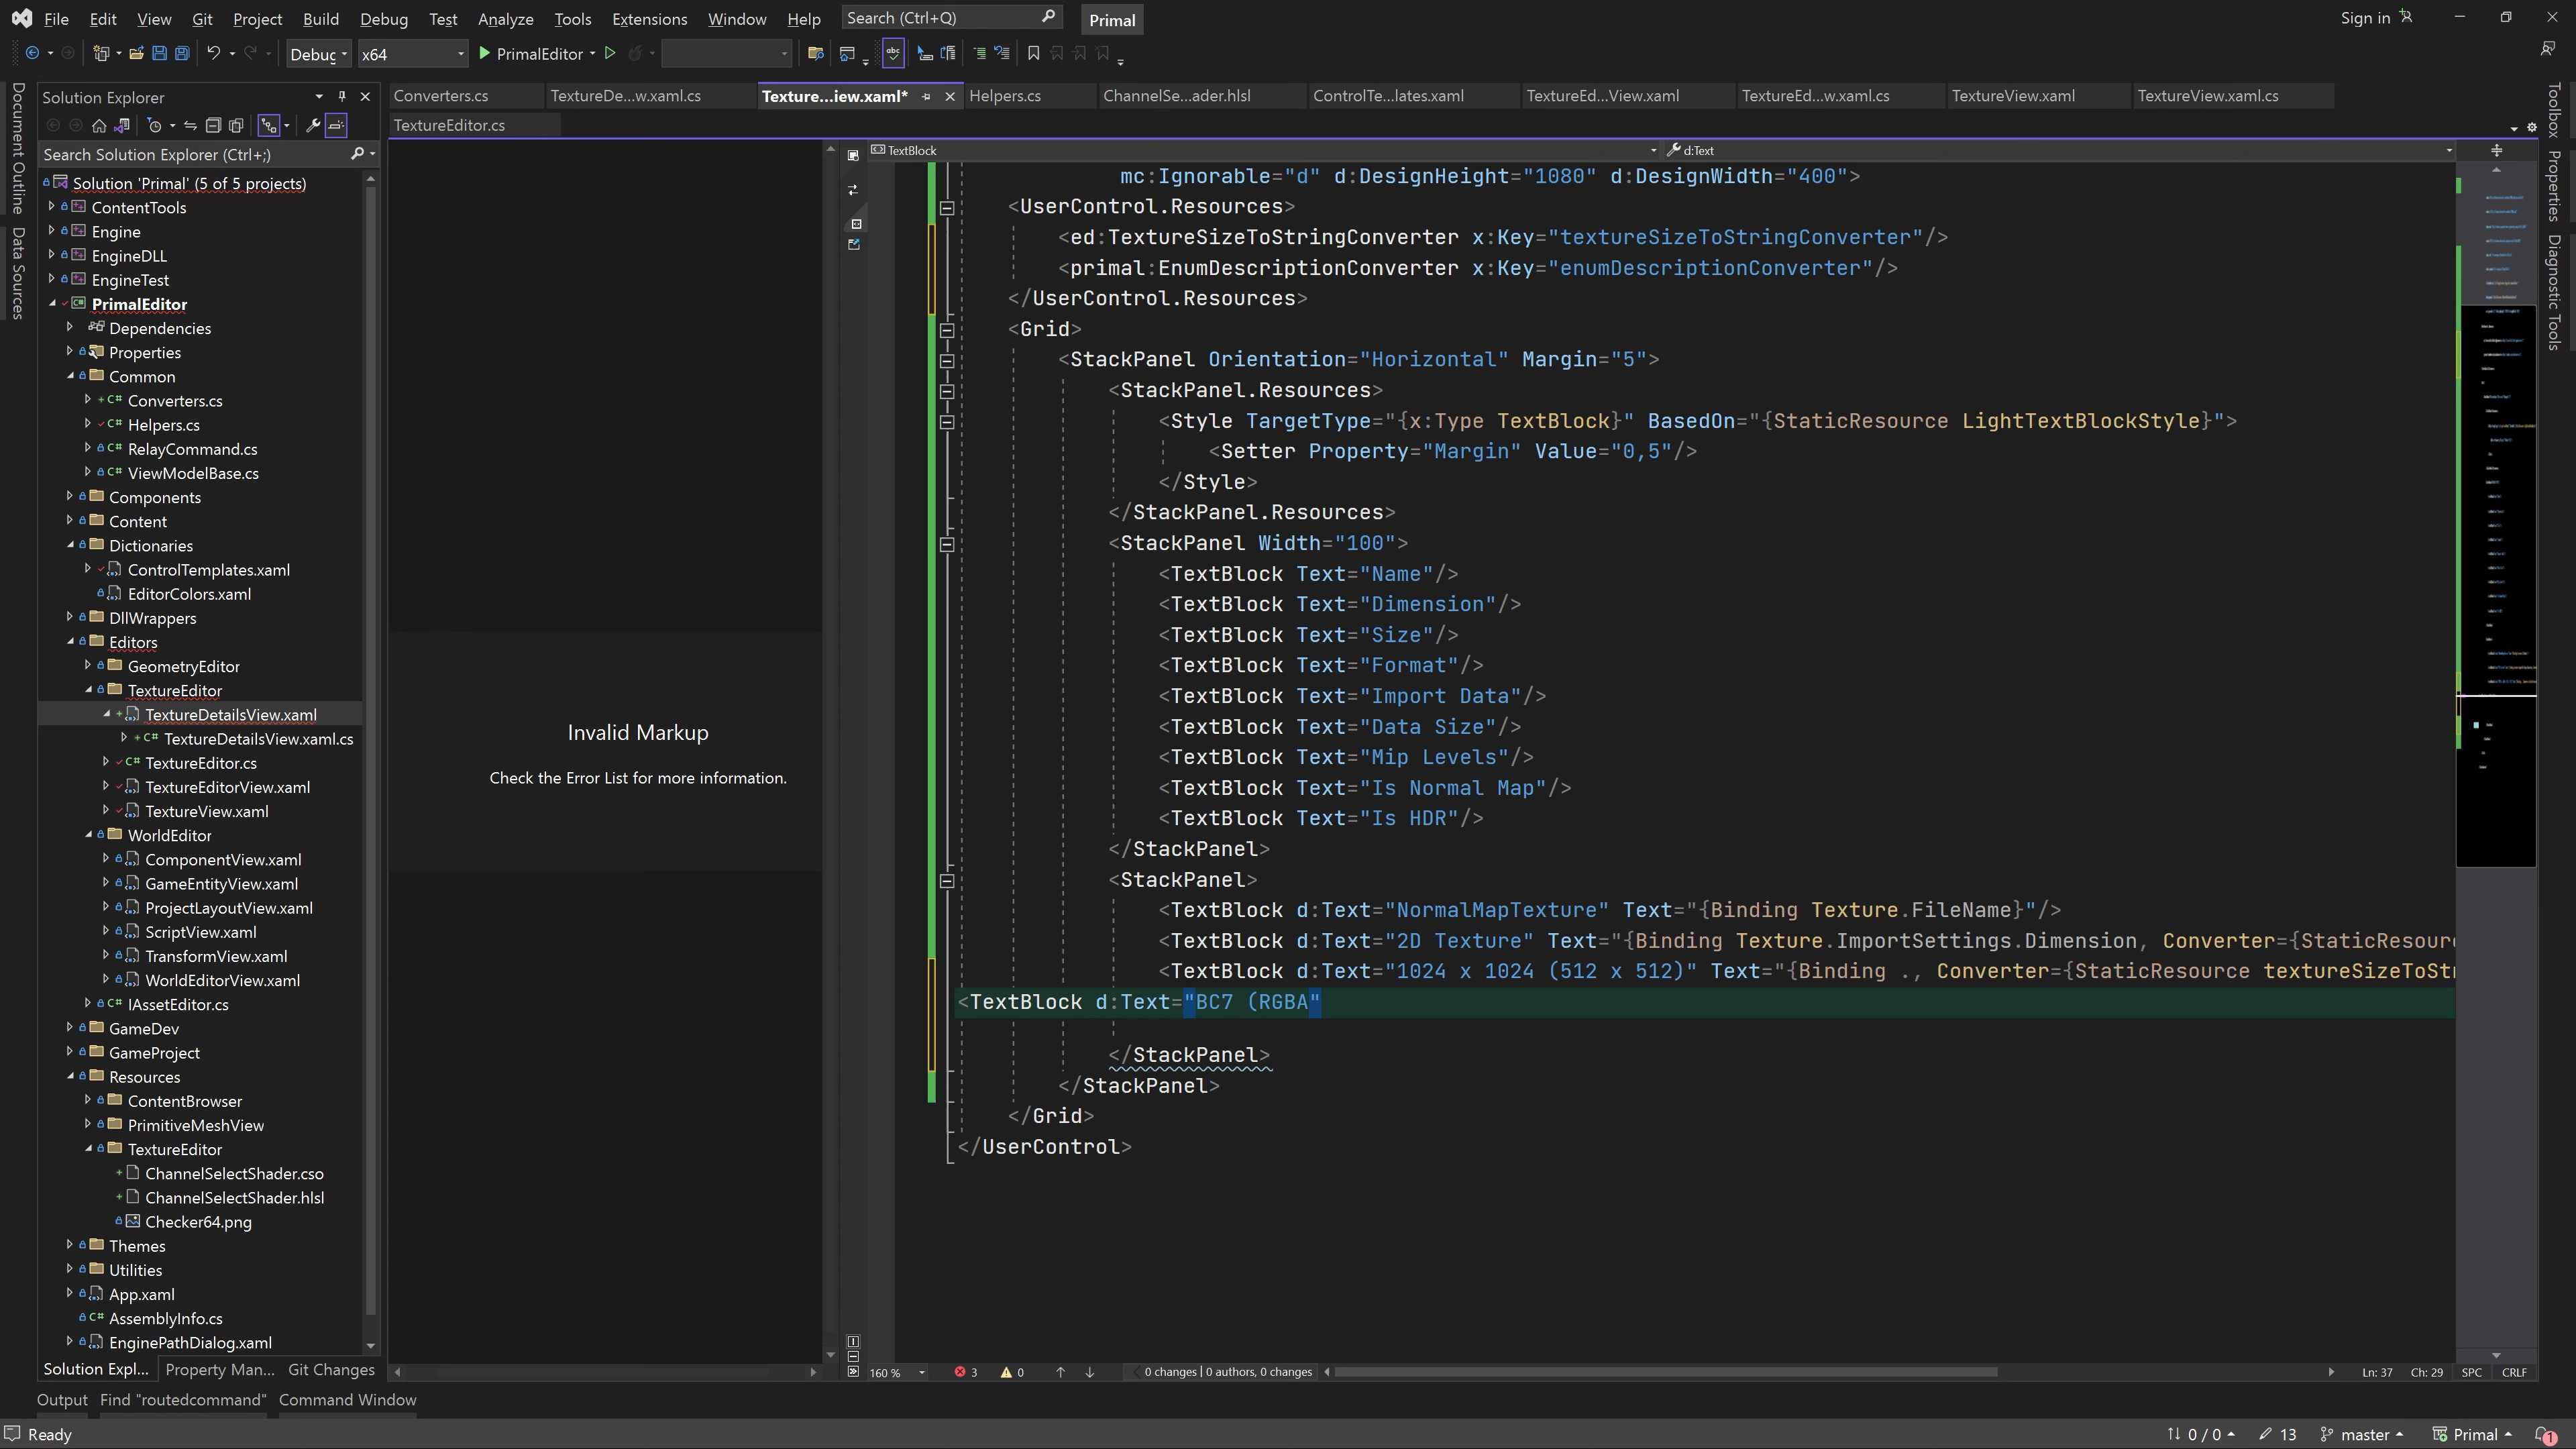 File Edit View Git Project Build Debug Test Analyze Tools Extensions Window Help Search (Ctrl+Q) Primal Sign in
Debug x64 PrimalEditor
Document Outline
Data Sources
Solution Explorer
Search Solution Explorer (Ctrl+;)
Solution 'Primal' (5 of 5 projects)
ContentTools
Engine
EngineDLL
EngineTest
PrimalEditor
Dependencies
Properties
Common
Converters.cs
Helpers.cs
RelayCommand.cs
ViewModelBase.cs
Components
Content
Dictionaries
ControlTemplates.xaml
EditorColors.xaml
DllWrappers
Editors
GeometryEditor
TextureEditor
TextureDetailsView.xaml
TextureDetailsView.xaml.cs
TextureEditor.cs
TextureEditorView.xaml
TextureView.xaml
WorldEditor
ComponentView.xaml
GameEntityView.xaml
ProjectLayoutView.xaml
ScriptView.xaml
TransformView.xaml
WorldEditorView.xaml
IAssetEditor.cs
GameDev
GameProject
Resources
ContentBrowser
PrimitiveMeshView
TextureEditor
ChannelSelectShader.cso
ChannelSelectShader.hlsl
Checker64.png
Themes
Utilities
App.xaml
AssemblyInfo.cs
EnginePathDialog.xaml
Solution Expl... Property Man... Git Changes
Converters.cs TextureDe...w.xaml.cs Texture...iew.xaml* Helpers.cs ChannelSe...ader.hlsl ControlTe...lates.xaml TextureEd...View.xaml TextureEd...w.xaml.cs TextureView.xaml TextureView.xaml.cs
TextureEditor.cs
Invalid Markup
Check the Error List for more information.
TextBlock d:Text
mc:Ignorable="d" d:DesignHeight="1080" d:DesignWidth="400">
<UserControl.Resources>
<ed:TextureSizeToStringConverter x:Key="textureSizeToStringConverter"/>
<primal:EnumDescriptionConverter x:Key="enumDescriptionConverter"/>
</UserControl.Resources>
<Grid>
<StackPanel Orientation="Horizontal" Margin="5">
<StackPanel.Resources>
<Style TargetType="{x:Type TextBlock}" BasedOn="{StaticResource LightTextBlockStyle}">
<Setter Property="Margin" Value="0,5"/>
</Style>
</StackPanel.Resources>
<StackPanel Width="100">
<TextBlock Text="Name"/>
<TextBlock Text="Dimension"/>
<TextBlock Text="Size"/>
<TextBlock Text="Format"/>
<TextBlock Text="Import Data"/>
<TextBlock Text="Data Size"/>
<TextBlock Text="Mip Levels"/>
<TextBlock Text="Is Normal Map"/>
<TextBlock Text="Is HDR"/>
</StackPanel>
<StackPanel>
<TextBlock d:Text="NormalMapTexture" Text="{Binding Texture.FileName}"/>
<TextBlock d:Text="2D Texture" Text="{Binding Texture.ImportSettings.Dimension, Converter={StaticResour
<TextBlock d:Text="1024 x 1024 (512 x 512)" Text="{Binding ., Converter={StaticResource textureSizeToSt
<TextBlock d:Text="BC7 (RGBA"
</StackPanel>
</StackPanel>
</Grid>
</UserControl>
160 % 3 0 0 changes | 0 authors, 0 changes Ln: 37 Ch: 29 SPC CRLF
Toolbox
Properties
Diagnostic Tools
Output Find "routedcommand" Command Window
Ready 0 / 0 13 master Primal 1